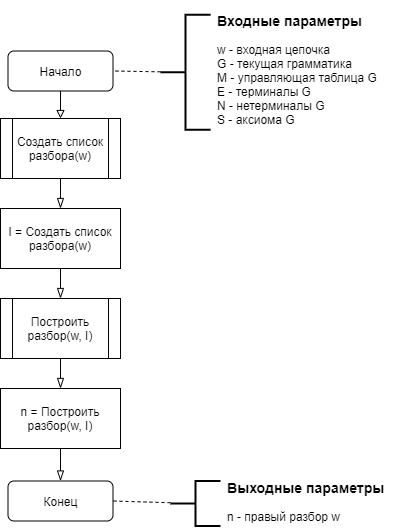 Входные параметры
w - входная цепочка
G - текущая грамматика
M - управляющая таблица G
E - терминалы G
N - нетерминалы G
S - аксиома G
Начало
Создать список
разбора(w)
l = Создать список
разбора(w)
Построить
разбор(w, l)
n = Построить
разбор(w, l)
Конец
Выходные параметры
n - правый разбор w